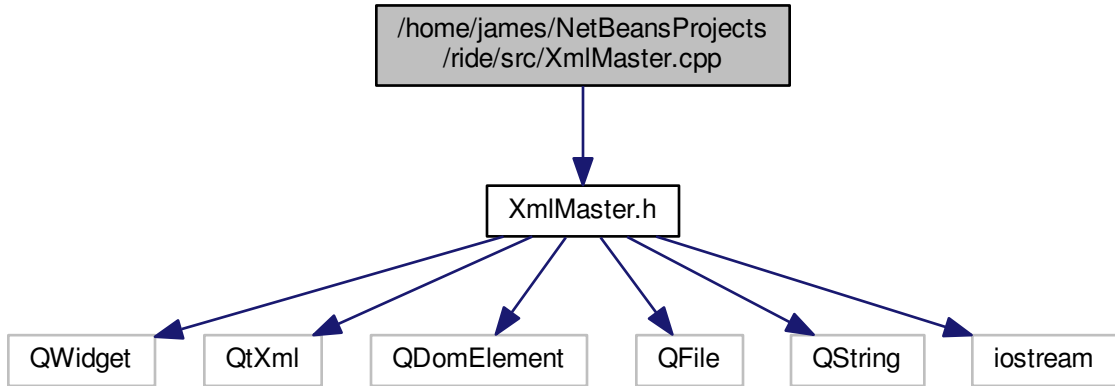 /home/james/NetBeansProjects
/ride/src/XmlMaster.cpp
XmlMaster.h
QWidget
QtXml
QDomElement
QFile
QString
iostream